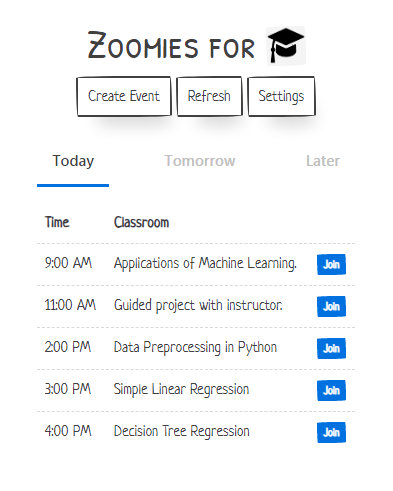 Zoomies for
Create Event Refresh Settings
Today Tomorrow Later
Time Classroom
9:00 AM Applications of Machine Learning. Join
11:00 AM Guided project with instructor. Join
2:00 PM Data Preprocessing in Python Join
3:00 PM Simple Linear Regression Join
4:00 PM Decision Tree Regression Join